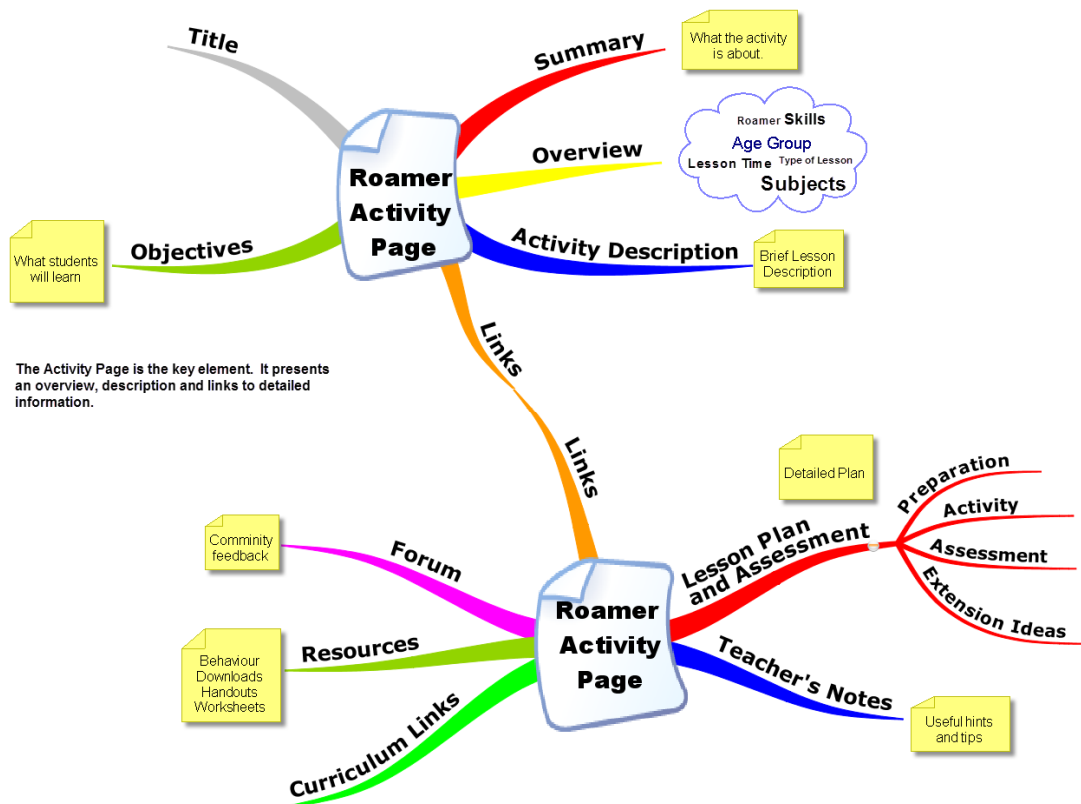 Title
Summary
What the activity
is about.
Roamer Skills
Age Group
Lesson Time Type of Lesson
Subjects
Overview
Roamer
Activity
Page
Objectives
What students
will learn
Activity Description
Brief Lesson
Description
Links
The Activity Page is the key element.  It presents
an overview, description and links to detailed
information.
Links
Detailed Plan
Preparation
Activity
Assessment
Extension Ideas
Lesson Plan
and Assessment
Comminity
feedback
Forum
Roamer
Activity
Page
Resources
Behaviour
Downloads
Handouts
Worksheets
Teacher's Notes
Useful hints
and tips
Curriculum Links